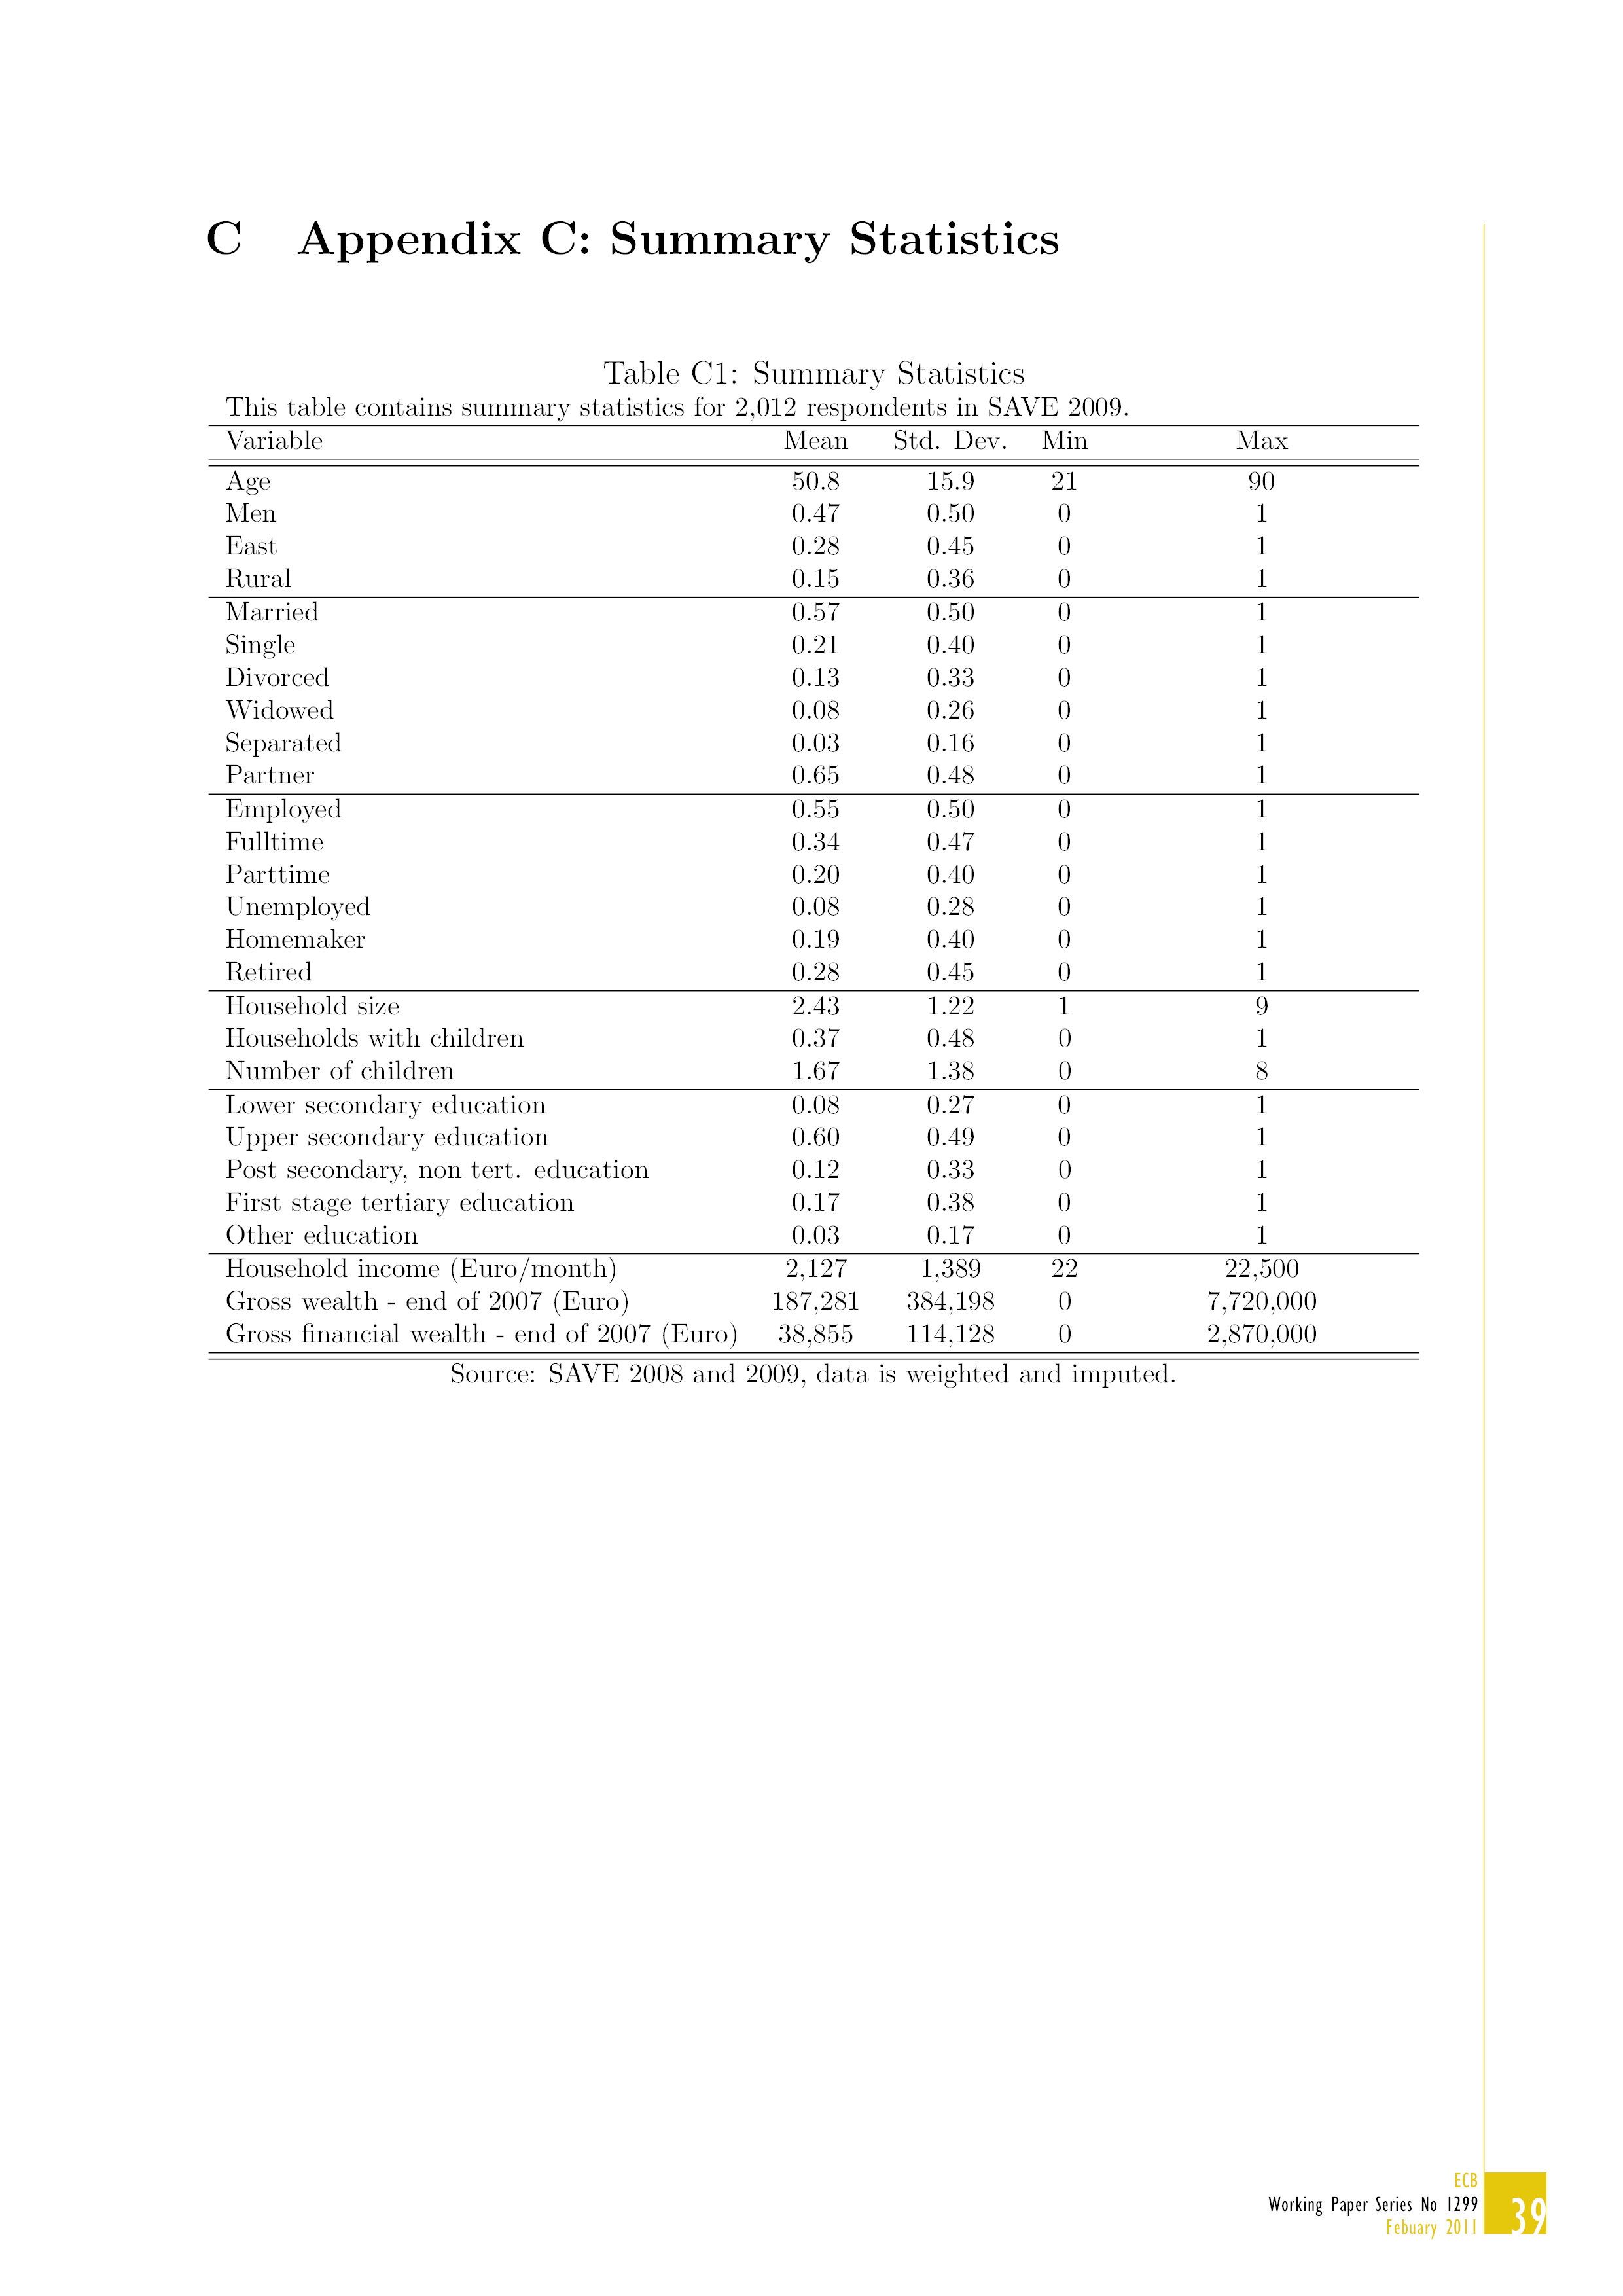 C Appendix C: Summary Statistics
Table C1: Summary Statistics
This table contains summary statistics for 2,012 respondents in SAVE 2009.
Variable Mean Std. Dev. Min Max
Age 50.8 15.9 21 90
Men 0.47 0.50 0 1
East 0.28 0.45 0 1
Rural 0.15 0.36 0 1
Married 0.57 0.50 0 1
Single 0.21 0.40 0 1
Divorced 0.13 0.33 0 1
Widowed 0.08 0.26 0 1
Separated 0.03 0.16 0 1
Partner 0.65 0.48 0 1
Employed 0.55 0.50 0 1
Fulltime 0.34 0.47 0 1
Parttime 0.20 0.40 0 1
Unemployed 0.08 0.28 0 1
Homemaker 0.19 0.40 0 1
Retired 0.28 0.45 0 1
Household size 2.43 1.22 1 9
Households with children 0.37 0.48 0 1
Number of children 1.67 1.38 0 8
Lower secondary education 0.08 0.27 0 1
Upper secondary education 0.60 0.49 0 1
Post secondary, non tert. education 0.12 0.33 0 1
First stage tertiary education 0.17 0.38 0 1
Other education 0.03 0.17 0 1
Household income (Euro/month) 2,127 1,389 22 22,500
Gross wealth - end of 2007 (Euro) 187,281 384,198 0 7,720,000
Gross financial wealth - end of 2007 (Euro) 38,855 114,128 0 2,870,000
Source: SAVE 2008 and 2009, data is weighted and imputed.
ECB
Working Paper Series No 1299
Febuary 2011
39